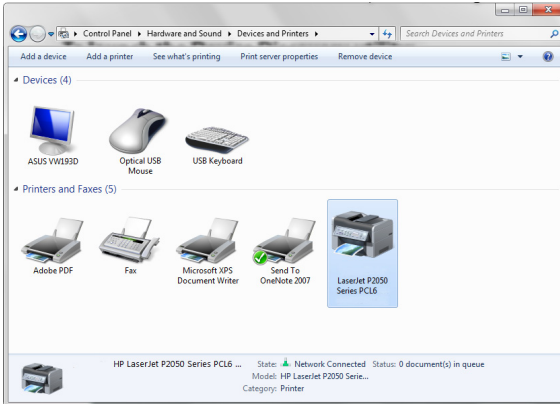 Control Panel ▸ Hardware and Sound ▸ Devices and Printers ▸
Search Devices and Printers
Add a device Add a printer See what's printing Print server properties Remove device
Devices (4)
ASUS VW193D
Optical USB
Mouse
USB Keyboard
Printers and Faxes (5)
Adobe PDF
Fax
Microsoft XPS
Document Writer
Send To
OneNote 2007
LaserJet P2050
Series PCL6
HP LaserJet P2050 Series PCL6 ... State: Network Connected Status: 0 document(s) in queue
Model: HP LaserJet P2050 Serie...
Category: Printer